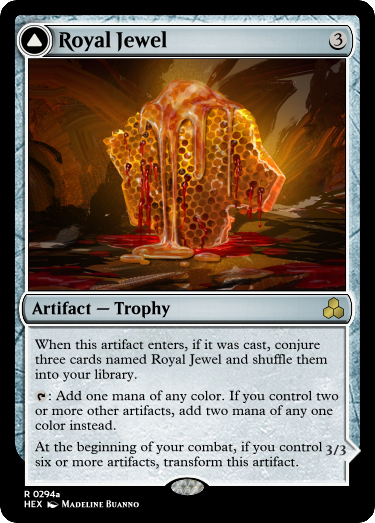 Royal Jewel 3
Artifact — Trophy
When this artifact enters, if it was cast, conjure
three cards named Royal Jewel and shuffle them
into your library.
: Add one mana of any color. If you control two
or more other artifacts, add two mana of any one
color instead.
At the beginning of your combat, if you control
six or more artifacts, transform this artifact.
3/3
R 0294a
HEX Madeline Buanno